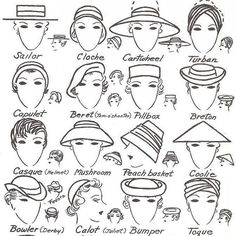 Sailor Cloche Cartwheel Turban
Capulet Beret (Tam o'shanter) Pillbox Breton
Casque (Helmet) Mushroom Peach basket Coolie
Fedora
Bowler (Derby) Calot (Juliet) Bumper Toque